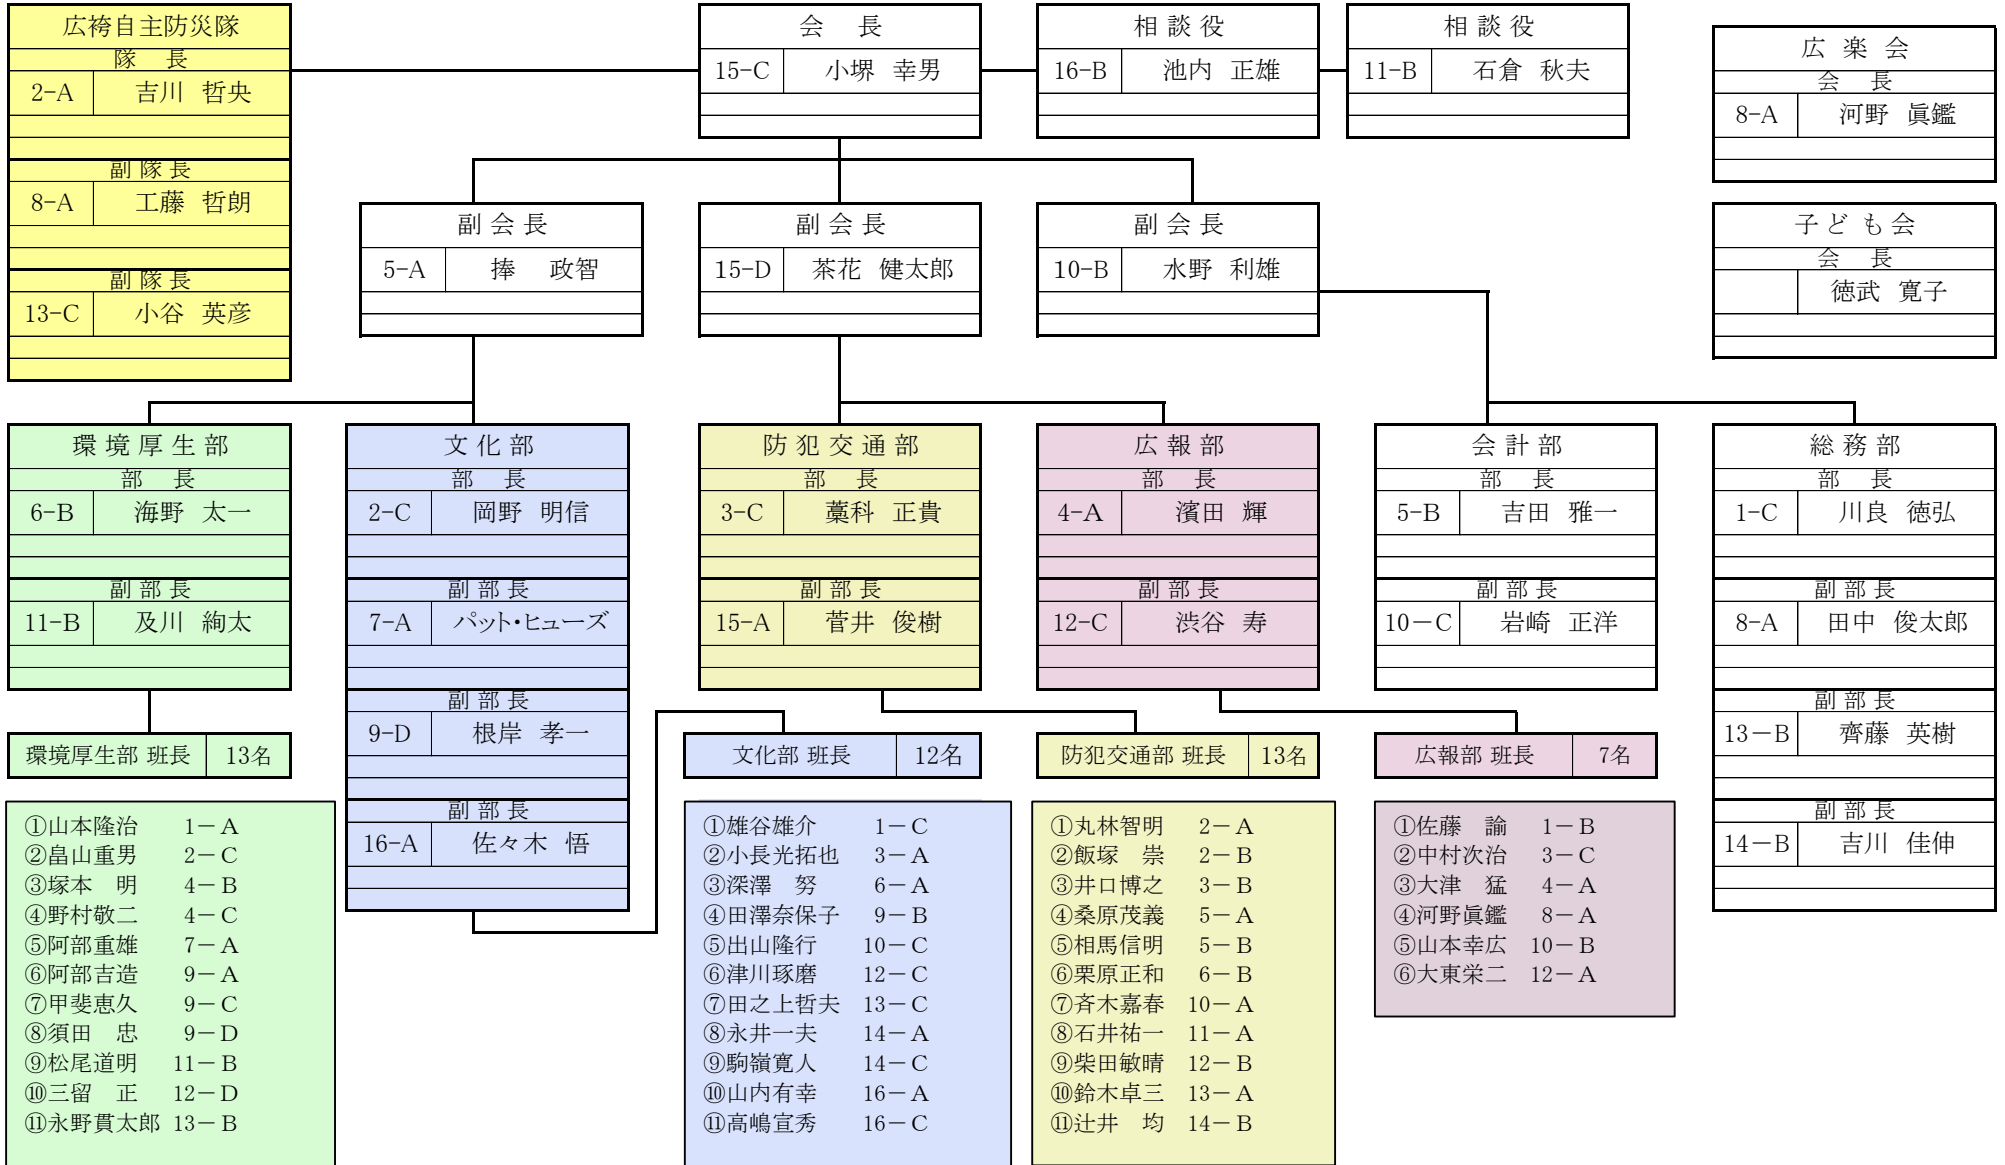 広袴自主防災隊
隊 長
2-A 吉川 哲央
副 隊 長
8-A 工藤 哲朗
副 隊 長
13-C 小谷 英彦
会 長
15-C 小堺 幸男
相 談 役
16-B 池内 正雄
相 談 役
11-B 石倉 秋夫
広 楽 会
会 長
8-A 河野 眞鑑
子 ど も 会
会 長
徳武 寛子
副 会 長
5-A 捧 政智
副 会 長
15-D 茶花 健太郎
副 会 長
10-B 水野 利雄
環 境 厚 生 部
部 長
6-B 海野 太一
副 部 長
11-B 及川 絢太
文 化 部
部 長
2-C 岡野 明信
副 部 長
7-A パット・ヒューズ
副 部 長
9-D 根岸 孝一
副 部 長
16-A 佐々木 悟
防 犯 交 通 部
部 長
3-C 藁科 正貴
副 部 長
15-A 菅井 俊樹
広 報 部
部 長
4-A 濱田 輝
副 部 長
12-C 渋谷 寿
会 計 部
部 長
5-B 吉田 雅一
副 部 長
10－C 岩崎 正洋
総 務 部
部 長
1-C 川良 徳弘
副 部 長
8-A 田中 俊太郎
副 部 長
13－B 齊藤 英樹
副 部 長
14－B 吉川 佳伸
環境厚生部 班長 13名
①山本隆治 1－A
②畠山重男 2－C
③塚本 明 4－B
④野村敬二 4－C
⑤阿部重雄 7－A
⑥阿部吉造 9－A
⑦甲斐恵久 9－C
⑧須田 忠 9－D
⑨松尾道明 11－B
⑩三留 正 12－D
⑪永野貫太郎 13－B
文化部 班長 12名
①雄谷雄介 1－C
②小長光拓也 3－A
③深澤 努 6－A
④田澤奈保子 9－B
⑤出山隆行 10－C
⑥津川琢磨 12－C
⑦田之上哲夫 13－C
⑧永井一夫 14－A
⑨駒嶺寛人 14－C
⑩山内有幸 16－A
⑪高嶋宣秀 16－C
防犯交通部 班長 13名
①丸林智明 2－A
②飯塚 崇 2－B
③井口博之 3－B
④桑原茂義 5－A
⑤相馬信明 5－B
⑥栗原正和 6－B
⑦斉木嘉春 10－A
⑧石井祐一 11－A
⑨柴田敏晴 12－B
⑩鈴木卓三 13－A
⑪辻井 均 14－B
広報部 班長 7名
①佐藤 諭 1－B
②中村次治 3－C
③大津 猛 4－A
④河野眞鑑 8－A
⑤山本幸広 10－B
⑥大東栄二 12－A